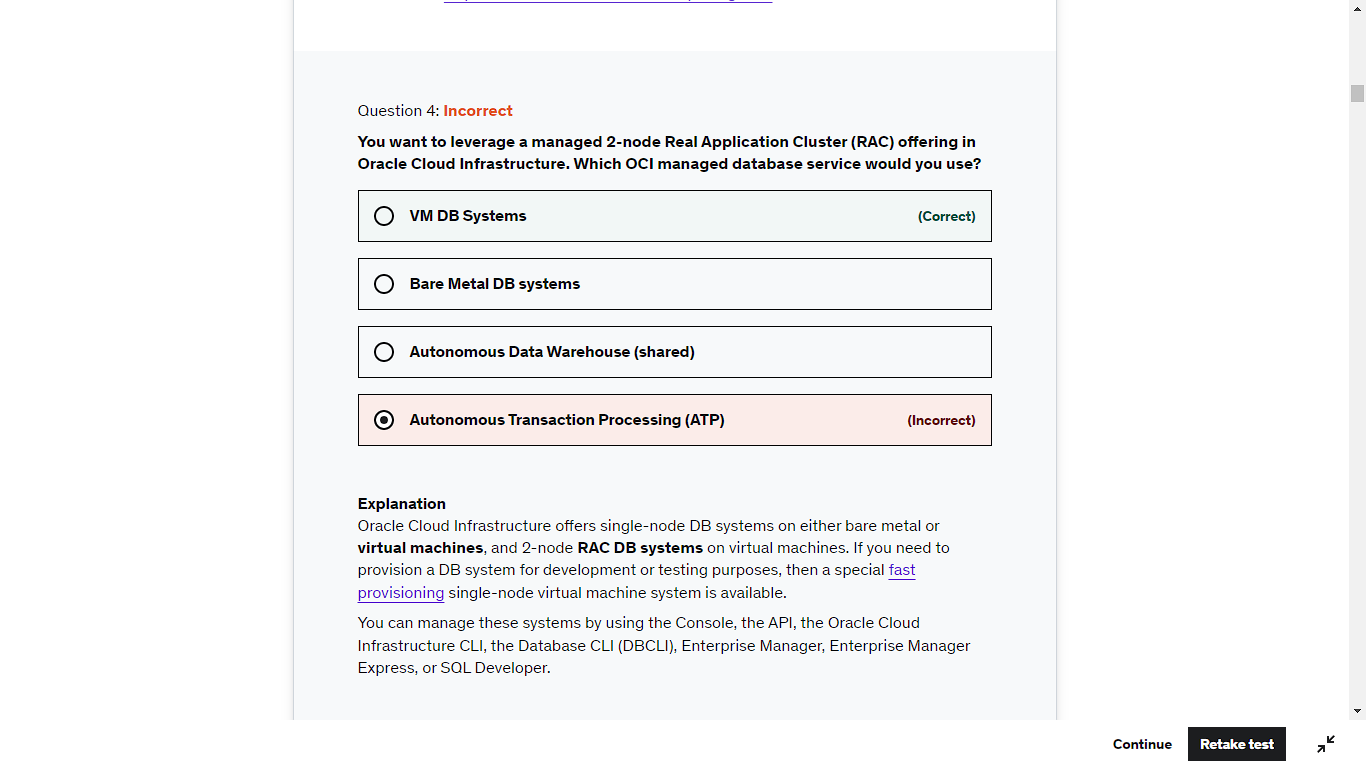 Question 4: Incorrect
You want to leverage a managed 2-node Real Application Cluster (RAC) offering in
Oracle Cloud Infrastructure. Which OCI managed database service would you use?
VM DB Systems (Correct)
Bare Metal DB systems
Autonomous Data Warehouse (shared)
Autonomous Transaction Processing (ATP) (Incorrect)
Explanation
Oracle Cloud Infrastructure offers single-node DB systems on either bare metal or
virtual machines, and 2-node RAC DB systems on virtual machines. If you need to
provision a DB system for development or testing purposes, then a special fast
provisioning single-node virtual machine system is available.
You can manage these systems by using the Console, the API, the Oracle Cloud
Infrastructure CLI, the Database CLI (DBCLI), Enterprise Manager, Enterprise Manager
Express, or SQL Developer.
Continue Retake test